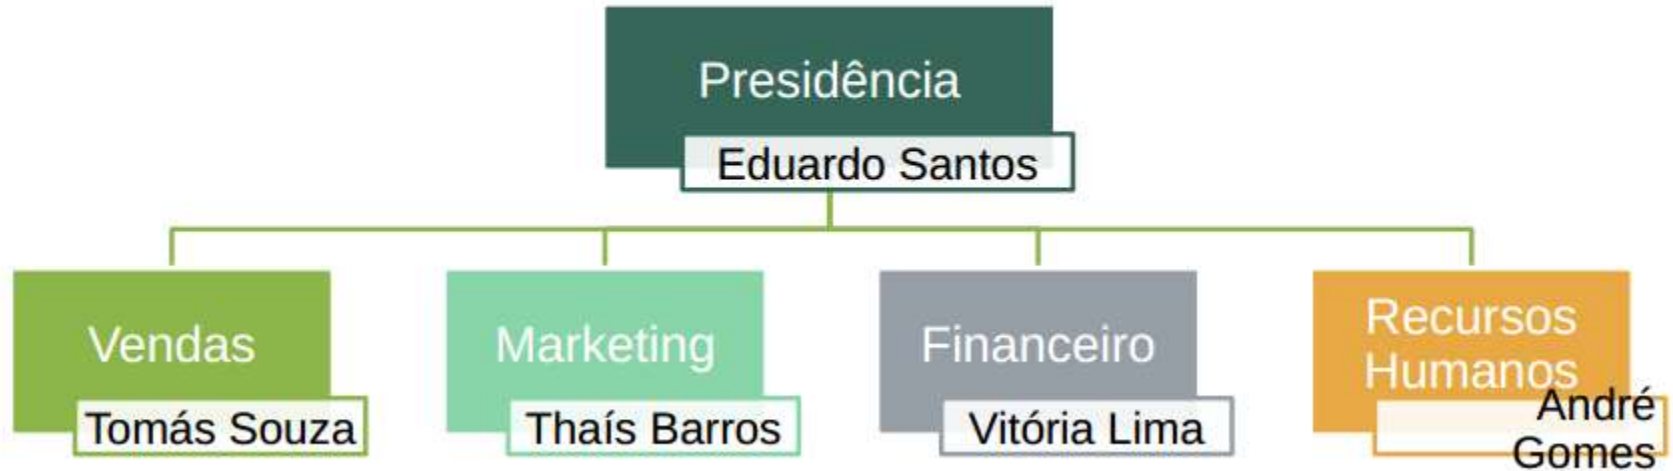 Presidência
Eduardo Santos
Vendas
Tomás Souza
Marketing
Thaís Barros
Financeiro
Vitória Lima
Recursos
Humanos
André
Gomes